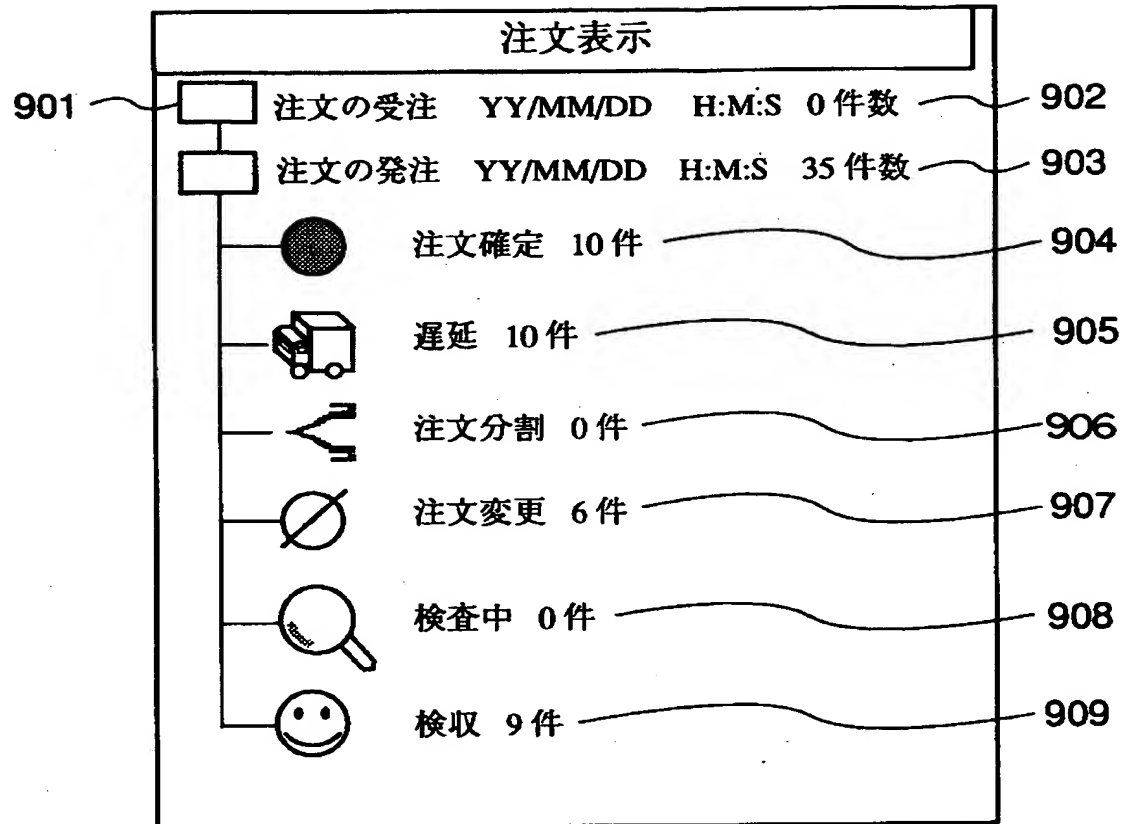 注文表示
901 注文の受注 YY/MM/DD H:M:S 0件数 902
注文の発注 YY/MM/DD H:M:S 35件数 903
注文確定 10件 904
遅延 10件 905
注文分割 0件 906
注文変更 6件 907
検査中 0件 908
検収 9件 909